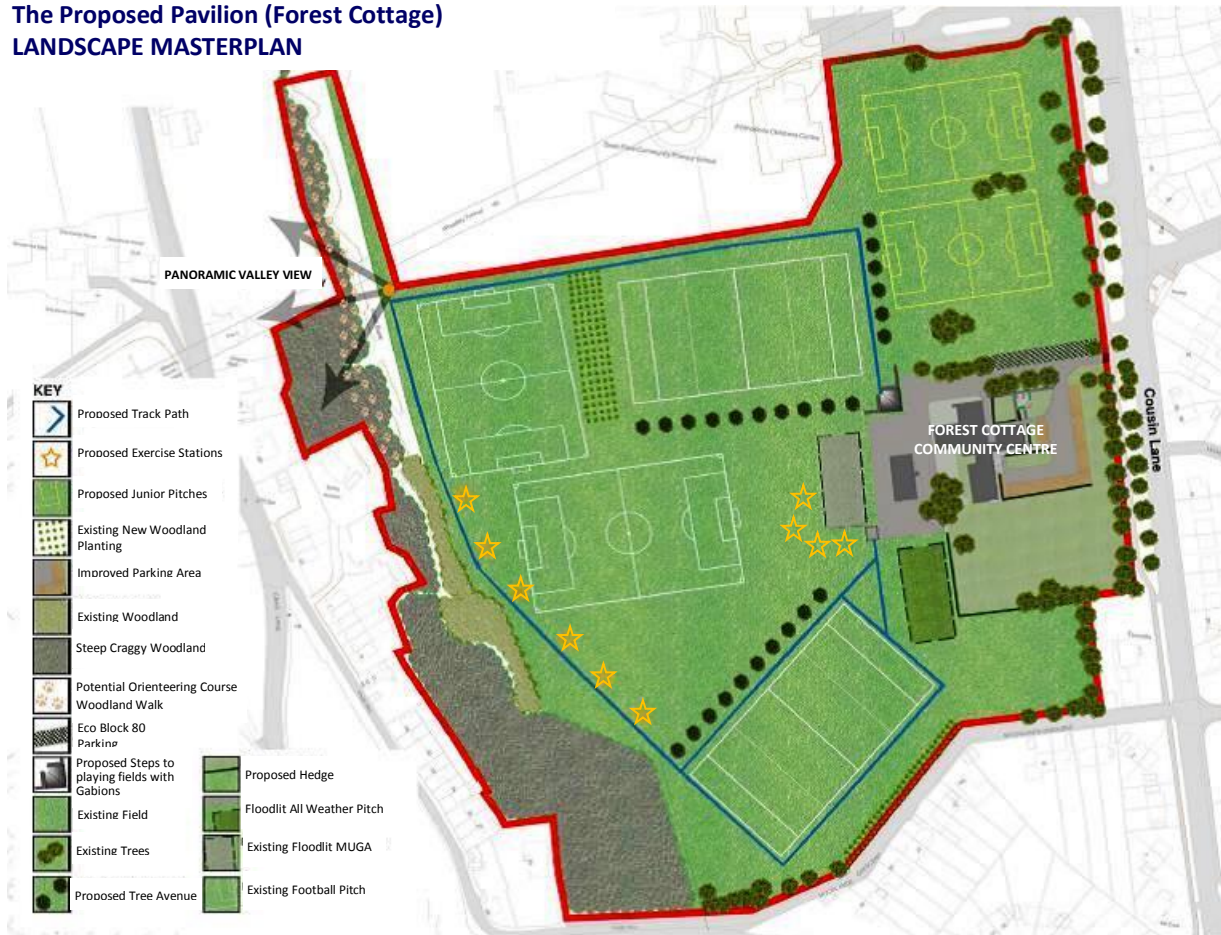 The Proposed Pavilion (Forest Cottage)
LANDSCAPE MASTERPLAN
PANORAMIC VALLEY VIEW
FOREST COTTAGE
COMMUNITY CENTRE
Cousin Lane
KEY
Proposed Track Path
Proposed Exercise Stations
Proposed Junior Pitches
Existing New Woodland
Planting
Improved Parking Area
Existing Woodland
Steep Craggy Woodland
Potential Orienteering Course
Woodland Walk
Eco Block 80
Parking
Proposed Steps to
playing fields with
Gabions
Existing Field
Existing Trees
Proposed Tree Avenue
Proposed Hedge
Floodlit All Weather Pitch
Existing Floodlit MUGA
Existing Football Pitch